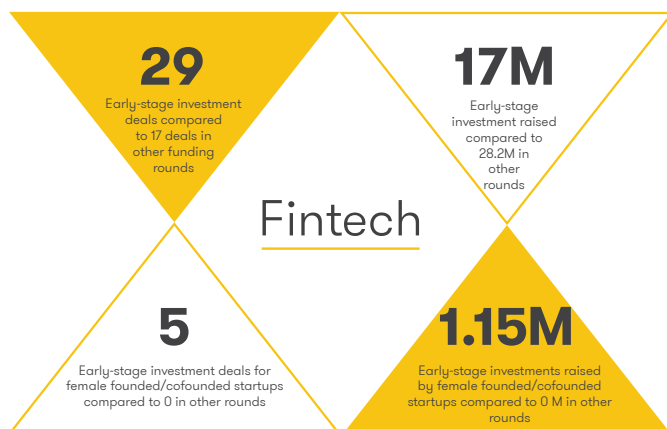 29
Early-stage investment
deals compared
to 17 deals in
other funding
rounds
17M
Early-stage
investment raised
compared to
28.2M in
other
rounds
Fintech
5
Early-stage investment deals for
female founded/cofounded startups
compared to 0 in other rounds
1.15M
Early-stage investments raised
by female founded/cofounded
startups compared to 0 M in other
rounds